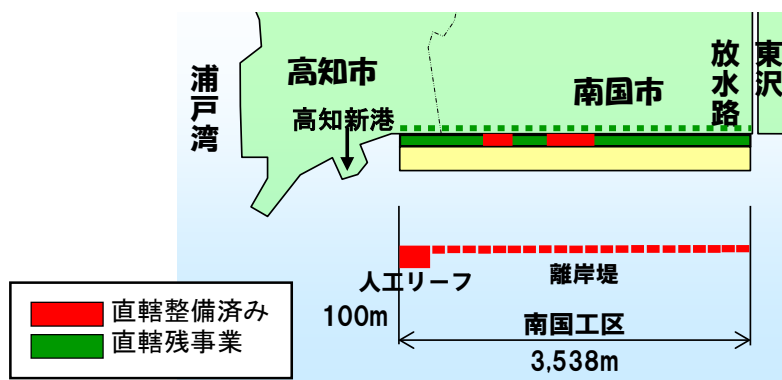 浦戸湾
高知市
高知新港
南国市
放水路
東沢
人工リーフ
100m
離岸堤
南国工区
3,538m
直轄整備済み
直轄残事業